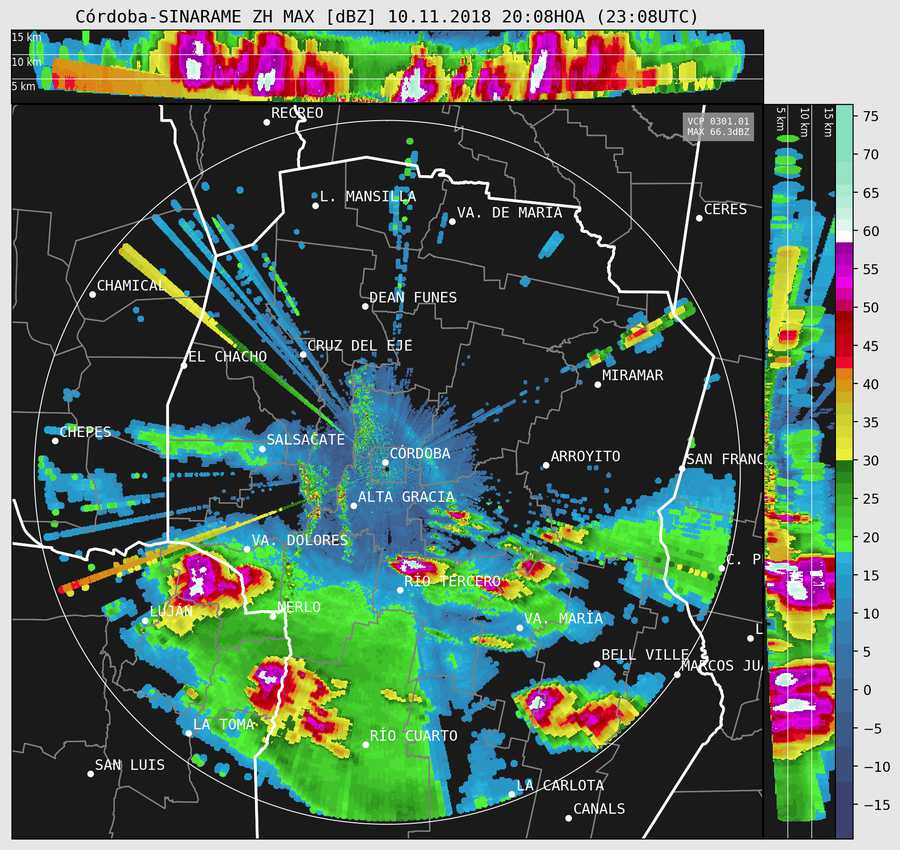 Córdoba-SINARAME ZH MAX [dBZ] 10.11.2018 20:08HOA (23:08UTC)
15 km
10 km
5 km
RECREO
VCP 0301.01
MAX 66.3dBZ
5 km
10 km
15 km
75
70
65
60
55
50
45
40
35
30
25
20
15
10
5
0
−5
−10
−15
L. MANSILLA
VA. DE MARÍA
CERES
CHAMICAL
DEAN FUNES
CRUZ DEL EJE
EL CHACHO
MIRAMAR
CHEPES
SALSACATE
CÓRDOBA
ARROYITO
SAN FRANC
ALTA GRACIA
VA. DOLORES
C. P
RÍO TERCERO
LUJÁN
MERLO
VA. MARÍA
L
BELL VILLE
MARCOS JU
LA TOMA
RÍO CUARTO
SAN LUIS
LA CARLOTA
CANALS